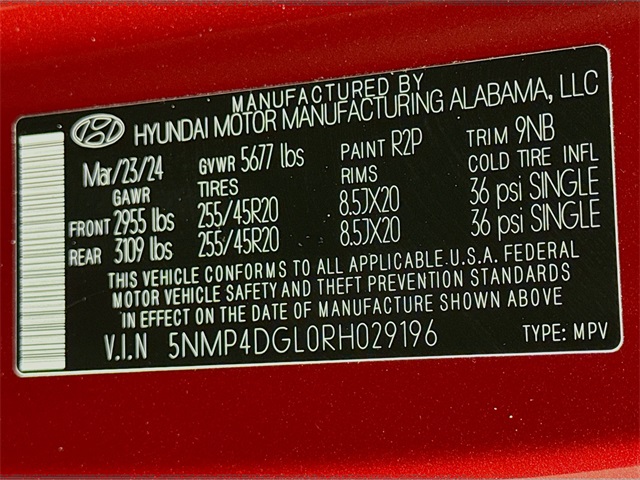 MANUFACTURED BY
HYUNDAI MOTOR MANUFACTURING ALABAMA, LLC
Mar/23/24 GVWR 5677 lbs PAINT R2P TRIM 9NB
GAWR TIRES RIMS COLD TIRE INFL
FRONT 2955 lbs 255/45R20 8.5JX20 36 psi SINGLE
REAR 3109 lbs 255/45R20 8.5JX20 36 psi SINGLE
THIS VEHICLE CONFORMS TO ALL APPLICABLE.U.S.A. FEDERAL
MOTOR VEHICLE SAFETY AND THEFT PREVENTION STANDARDS
IN EFFECT ON THE DATE OF MANUFACTURE SHOWN ABOVE
V.I.N 5NMP4DGL0RH029196 TYPE: MPV